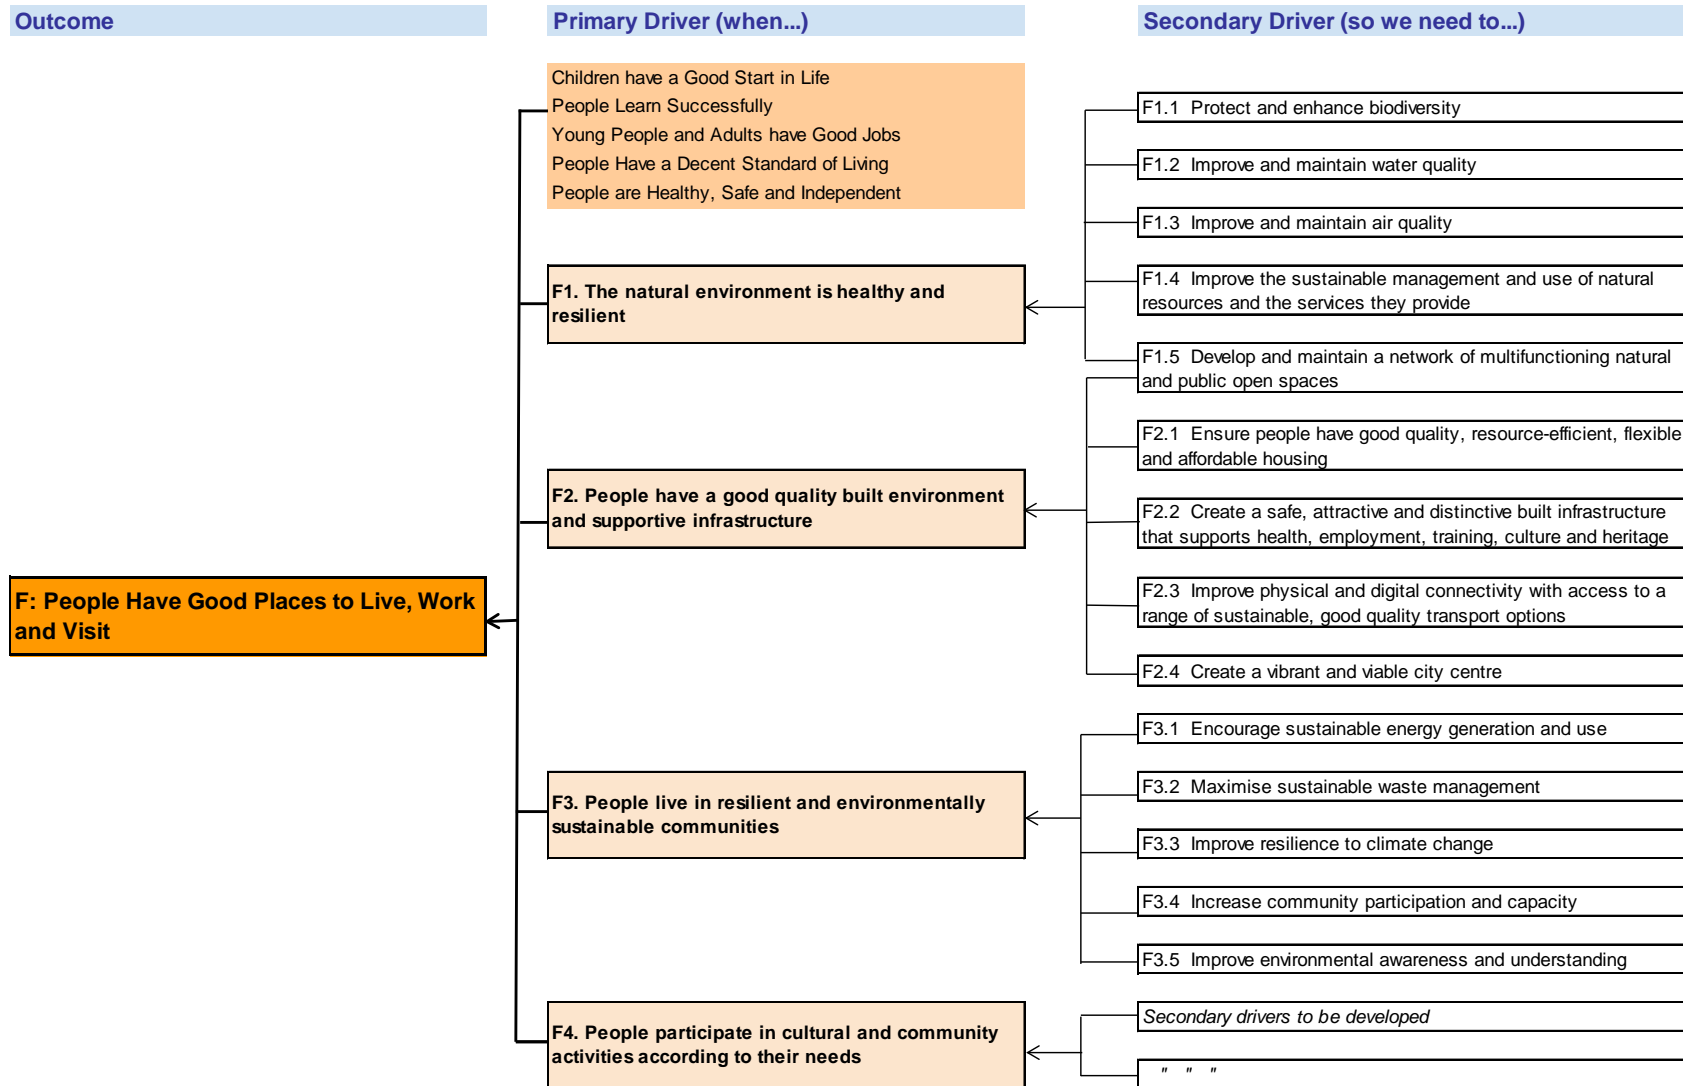 Outcome
Primary Driver (when...)
Secondary Driver (so we need to...)
Children have a Good Start in Life
People Learn Successfully
Young People and Adults have Good Jobs
People Have a Decent Standard of Living
People are Healthy, Safe and Independent
F1. The natural environment is healthy and
resilient
F2. People have a good quality built environment
and supportive infrastructure
F: People Have Good Places to Live, Work
and Visit
F3. People live in resilient and environmentally
sustainable communities
F4. People participate in cultural and community
activities according to their needs
F1.1 Protect and enhance biodiversity
F1.2 Improve and maintain water quality
F1.3 Improve and maintain air quality
F1.4 Improve the sustainable management and use of natural
resources and the services they provide
F1.5 Develop and maintain a network of multifunctioning natural
and public open spaces
F2.1 Ensure people have good quality, resource-efficient, flexible
and affordable housing
F2.2 Create a safe, attractive and distinctive built infrastructure
that supports health, employment, training, culture and heritage
F2.3 Improve physical and digital connectivity with access to a
range of sustainable, good quality transport options
F2.4 Create a vibrant and viable city centre
F3.1 Encourage sustainable energy generation and use
F3.2 Maximise sustainable waste management
F3.3 Improve resilience to climate change
F3.4 Increase community participation and capacity
F3.5 Improve environmental awareness and understanding
Secondary drivers to be developed
" " "